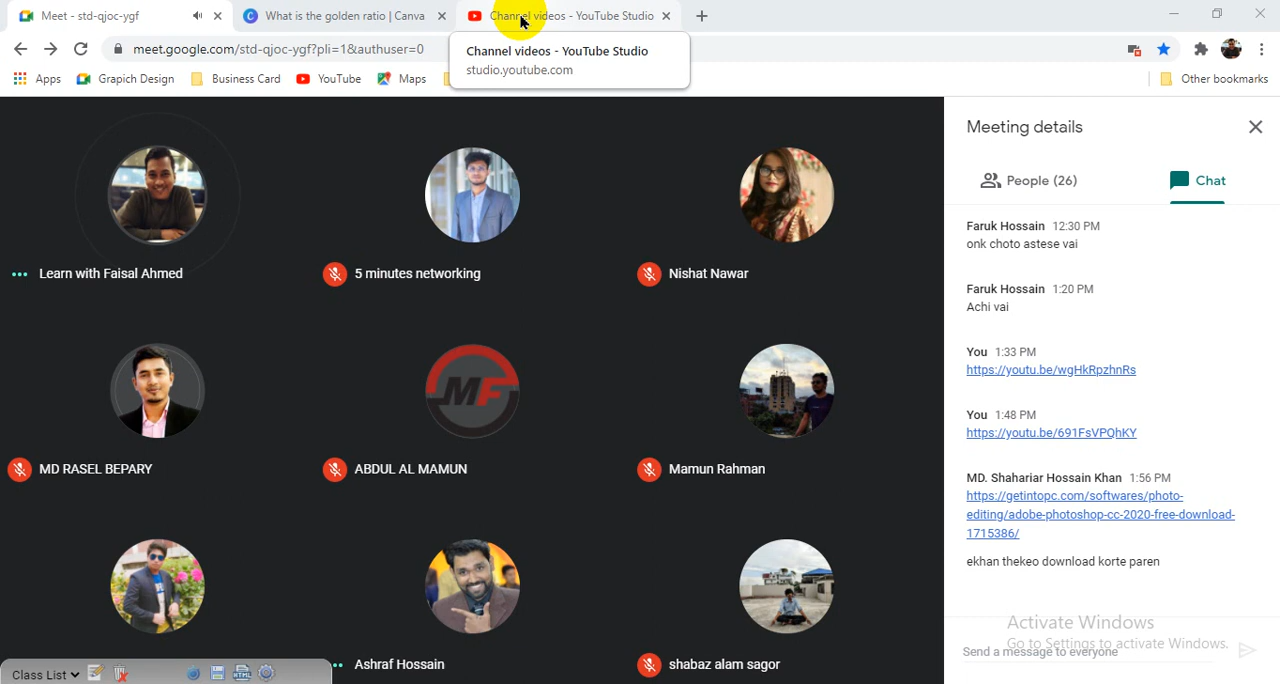 Meet - std-qjoc-ygf
What is the golden ratio | Canva
Channel videos - YouTube Studio
meet.google.com/std-qjoc-ygf?pli=1&authuser=0
Channel videos - YouTube Studio
studio.youtube.com
Apps
Grapich Design
Business Card
YouTube
Maps
Other bookmarks
Learn with Faisal Ahmed
5 minutes networking
Nishat Nawar
MD RASEL BEPARY
MF
ABDUL AL MAMUN
Mamun Rahman
Ashraf Hossain
shabaz alam sagor
Class List
HTML
Meeting details
People (26)
Chat
Faruk Hossain 12:30 PM
onk choto astese vai
Faruk Hossain 1:20 PM
Achi vai
You 1:33 PM
https://youtu.be/wgHkRpzhnRs
You 1:48 PM
https://youtu.be/691FsVPQhKY
MD. Shahariar Hossain Khan 1:56 PM
https://getintopc.com/softwares/photo-
editing/adobe-photoshop-cc-2020-free-download-
1715386/
ekhan thekeo download korte paren
Activate Windows
Go to Settings to activate Windows.
Send a message to everyone